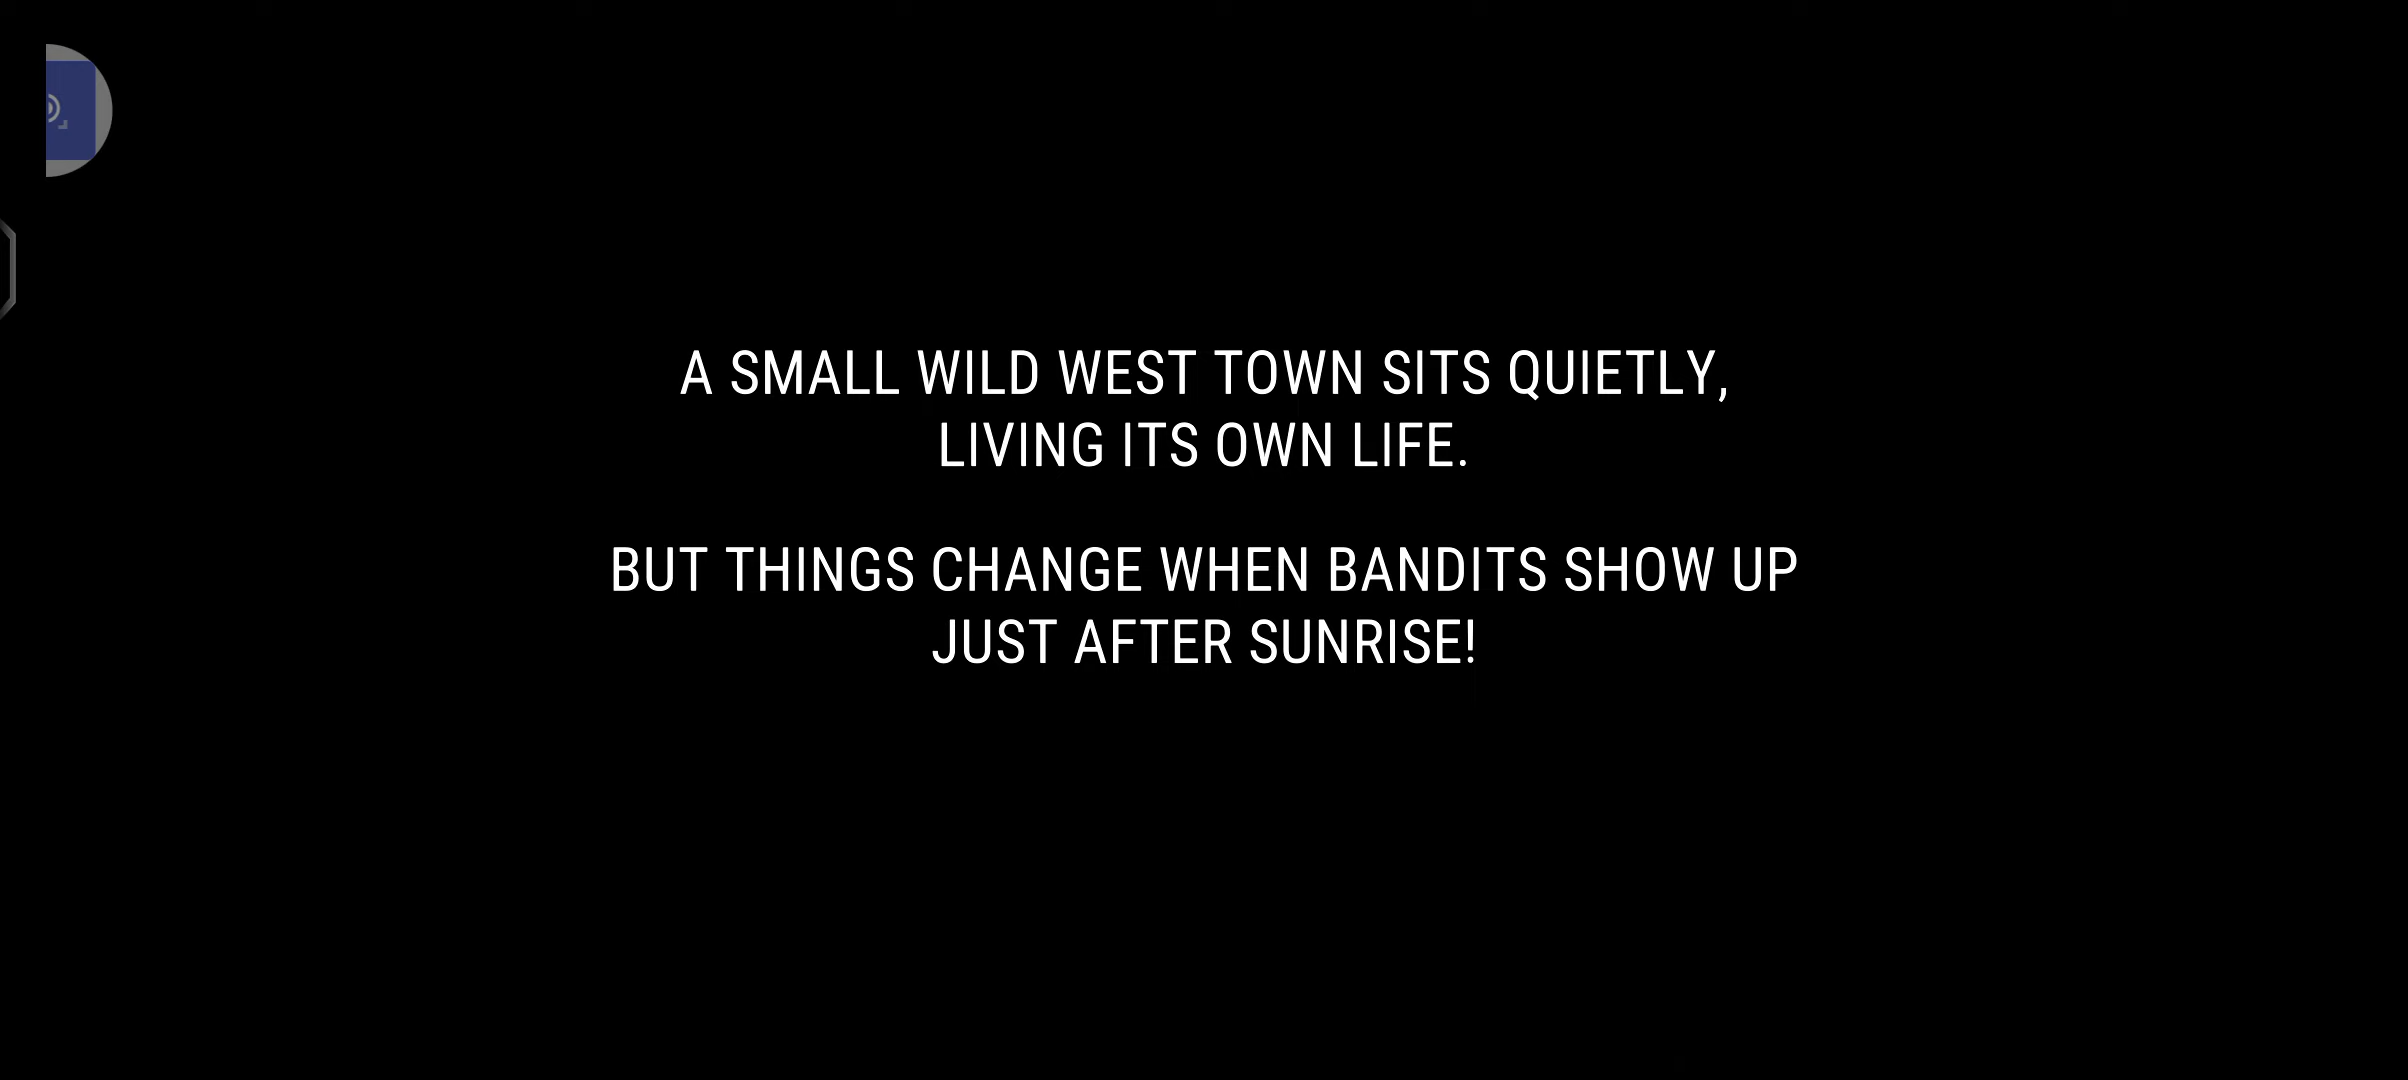 A SMALL WILD WEST TOWN SITS QUIETLY,
LIVING ITS OWN LIFE.
BUT THINGS CHANGE WHEN BANDITS SHOW UP
JUST AFTER SUNRISE!